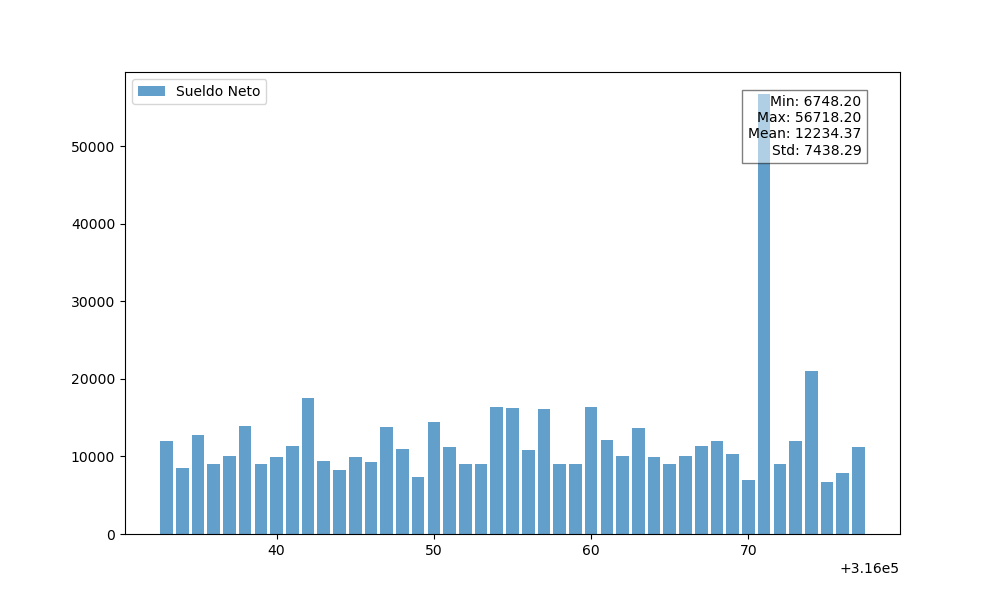 Sueldo Neto
Min: 6748.20
Max: 56718.20
Mean: 12234.37
Std: 7438.29
50000
40000
30000
20000
10000
0
40
50
60
70
+3.16e5